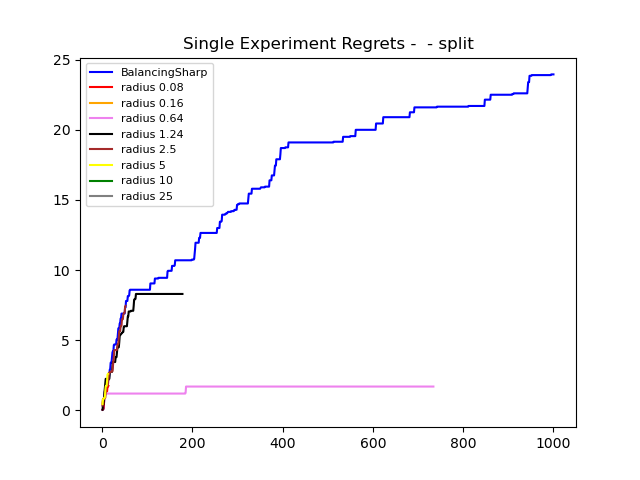 Single Experiment Regrets -  - split
25
20
15
10
5
0
BalancingSharp
radius 0.08
radius 0.16
radius 0.64
radius 1.24
radius 2.5
radius 5
radius 10
radius 25
0 200 400 600 800 1000